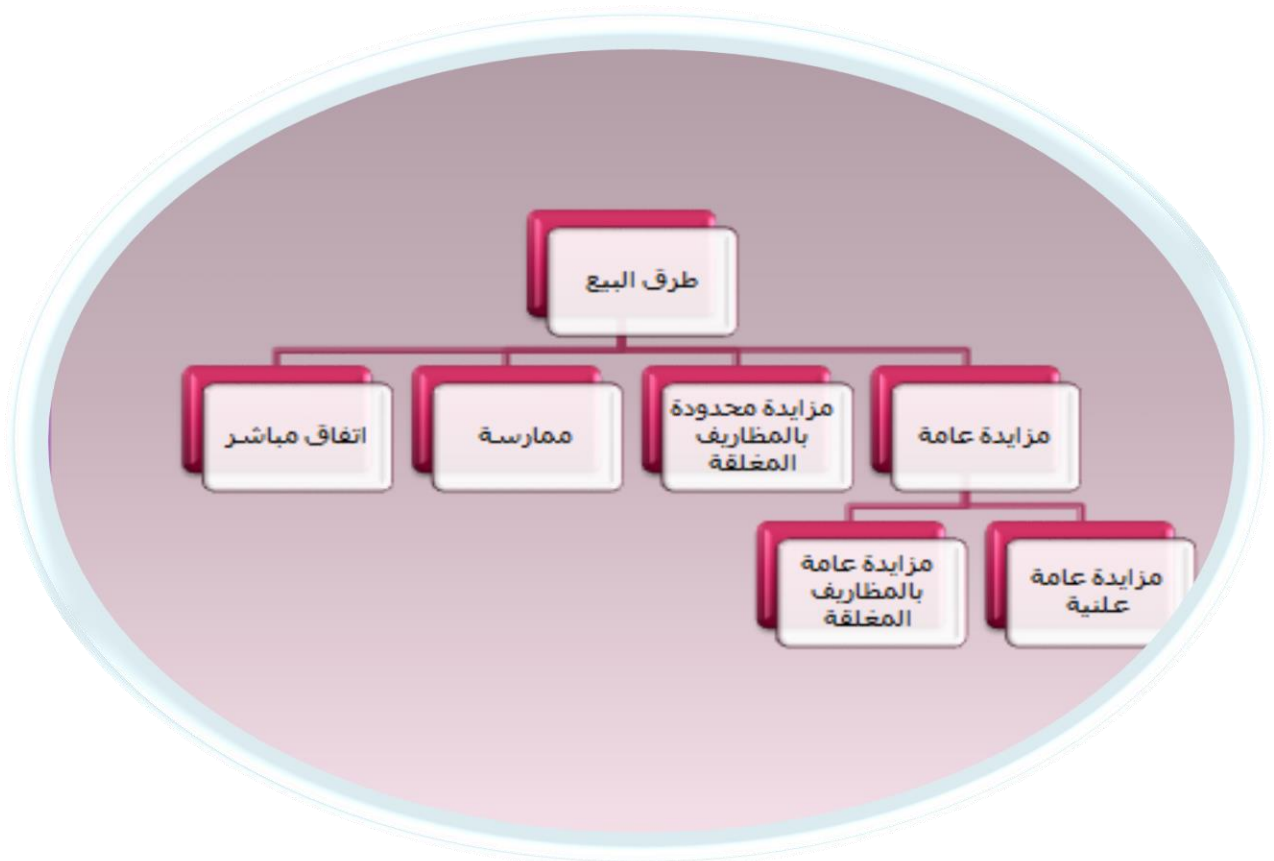 طرق البيع
مزايدة عامة
مزايدة محدودة
بالمظاريف
المغلقة
ممارسة
اتفاق مباشر
مزايدة عامة
علنية
مزايدة عامة
بالمظاريف
المغلقة